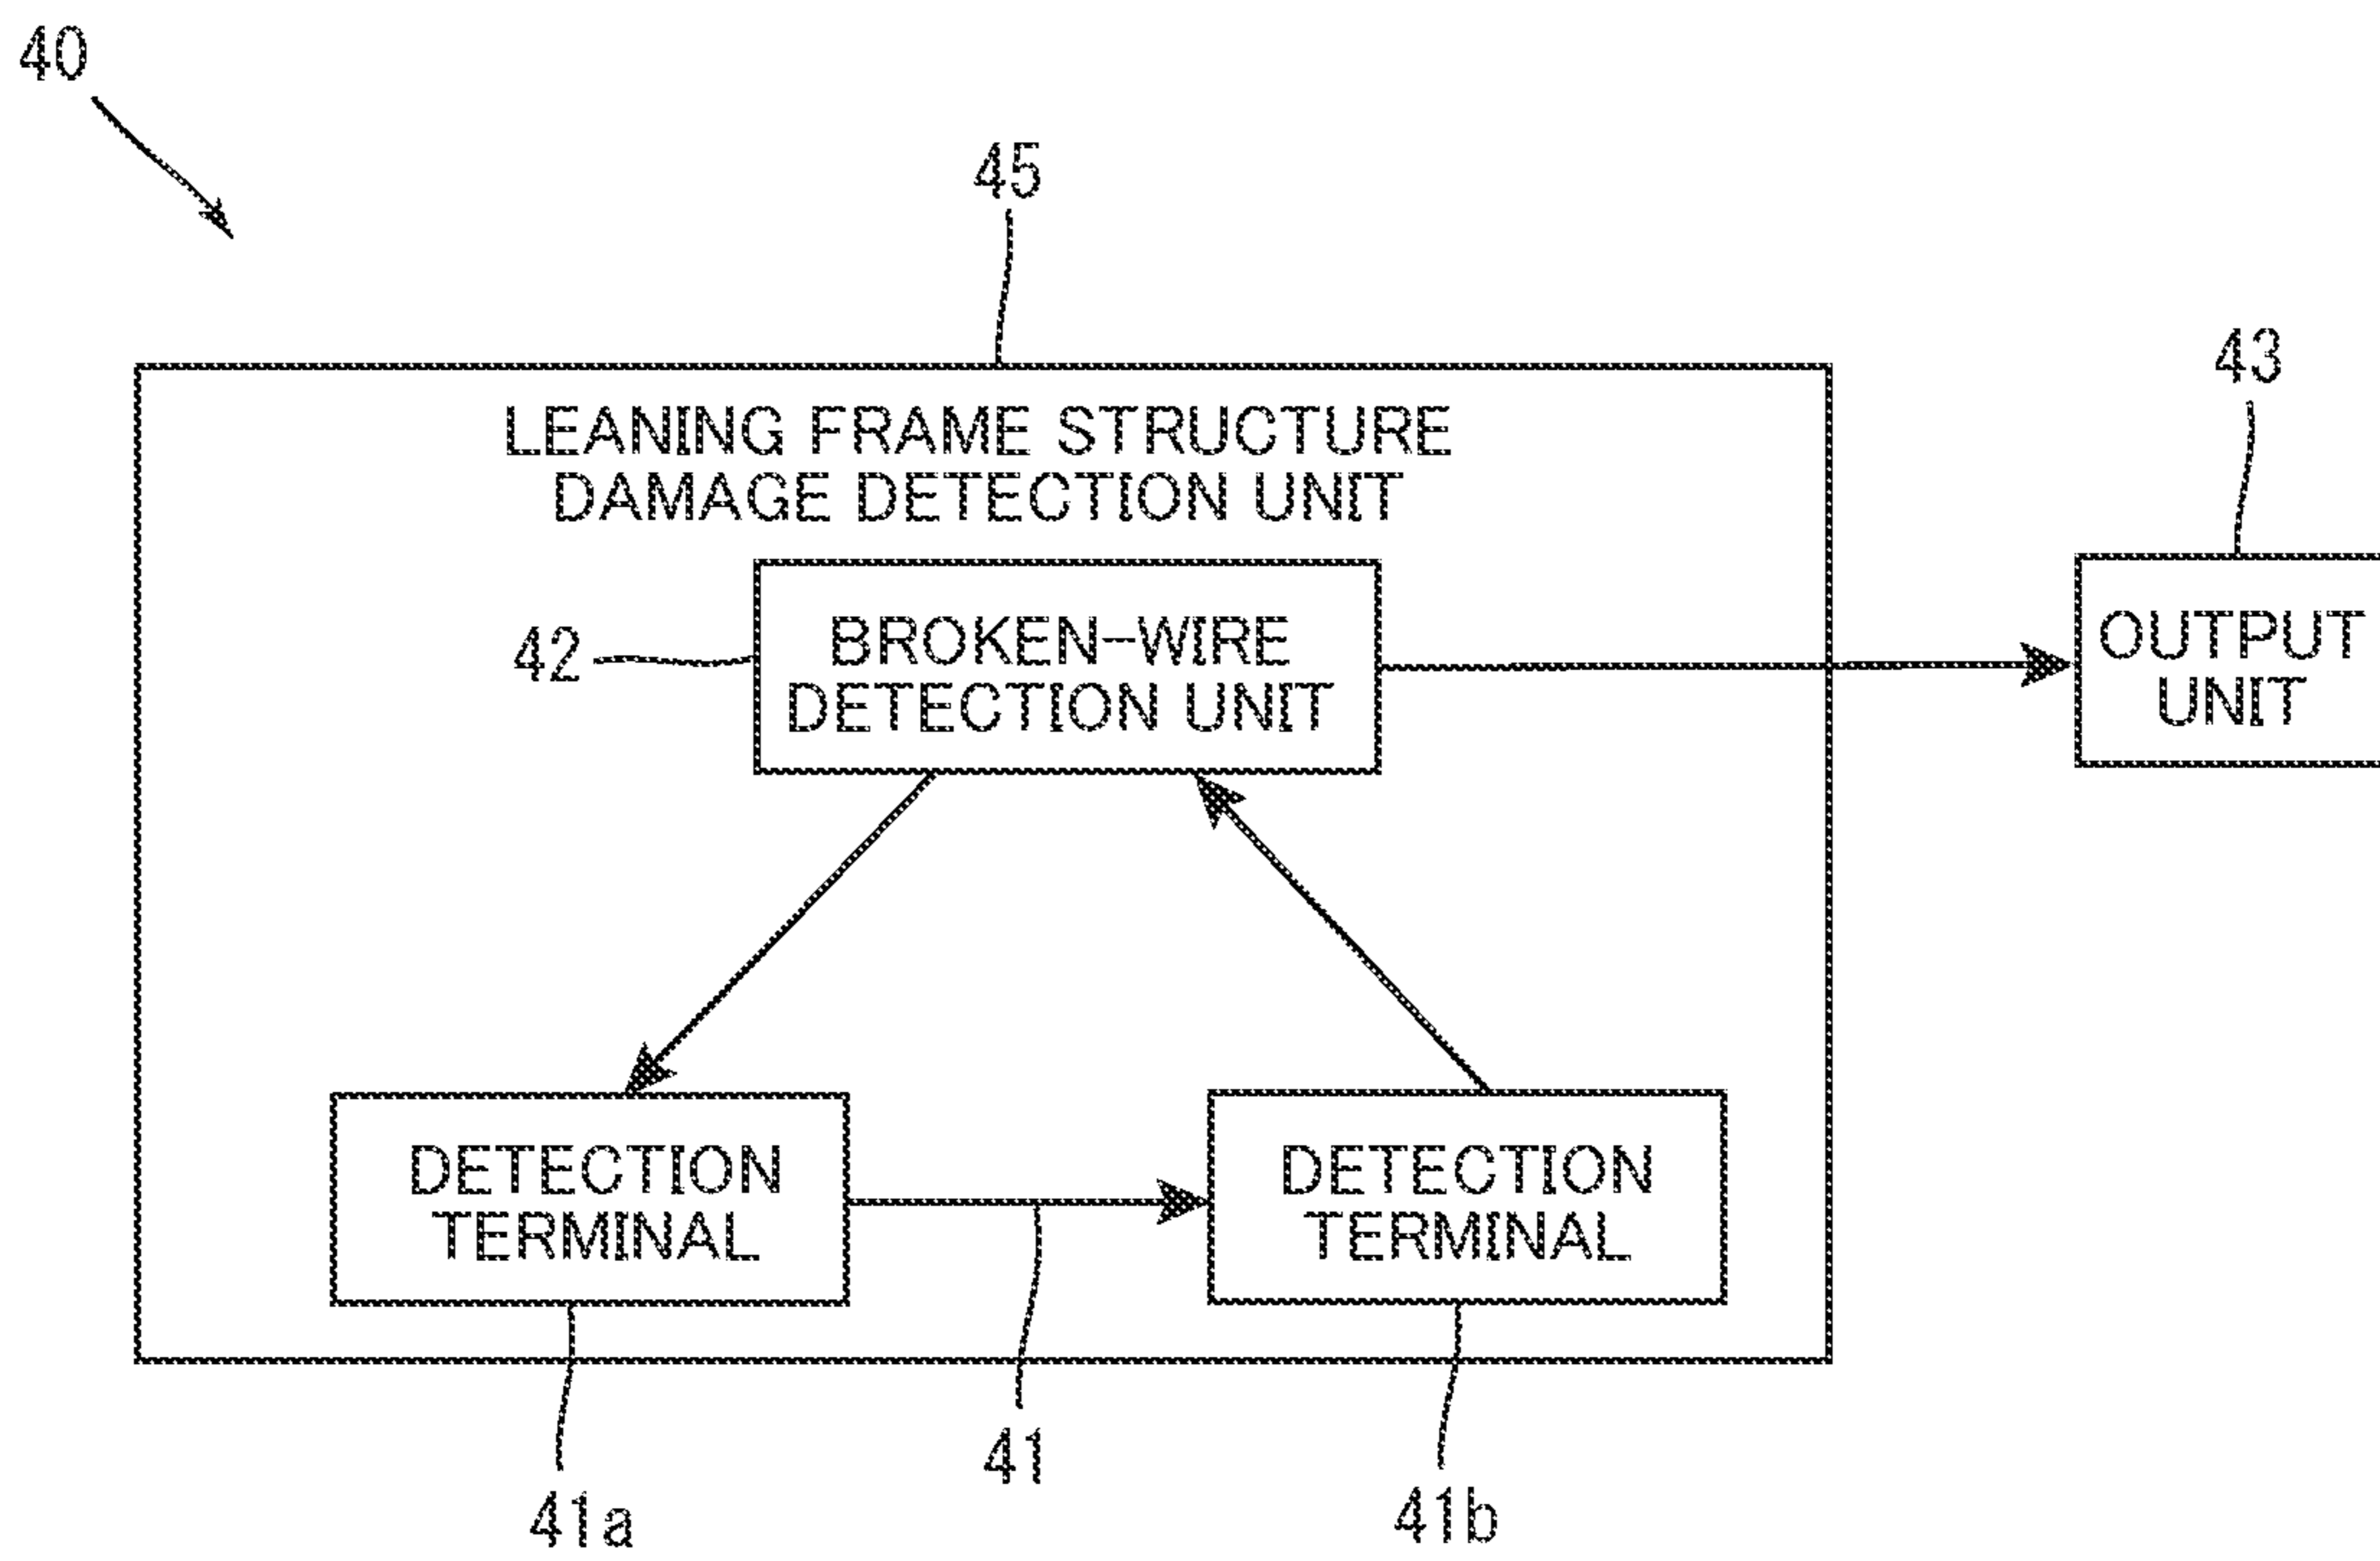 40
45
43
LEANING FRAME STRUCTURE
DAMAGE DETECTION UNIT
42
BROKEN-WIRE
DETECTION UNIT
OUTPUT
UNIT
DETECTION
TERMINAL
DETECTION
TERMINAL
41
41a
41b